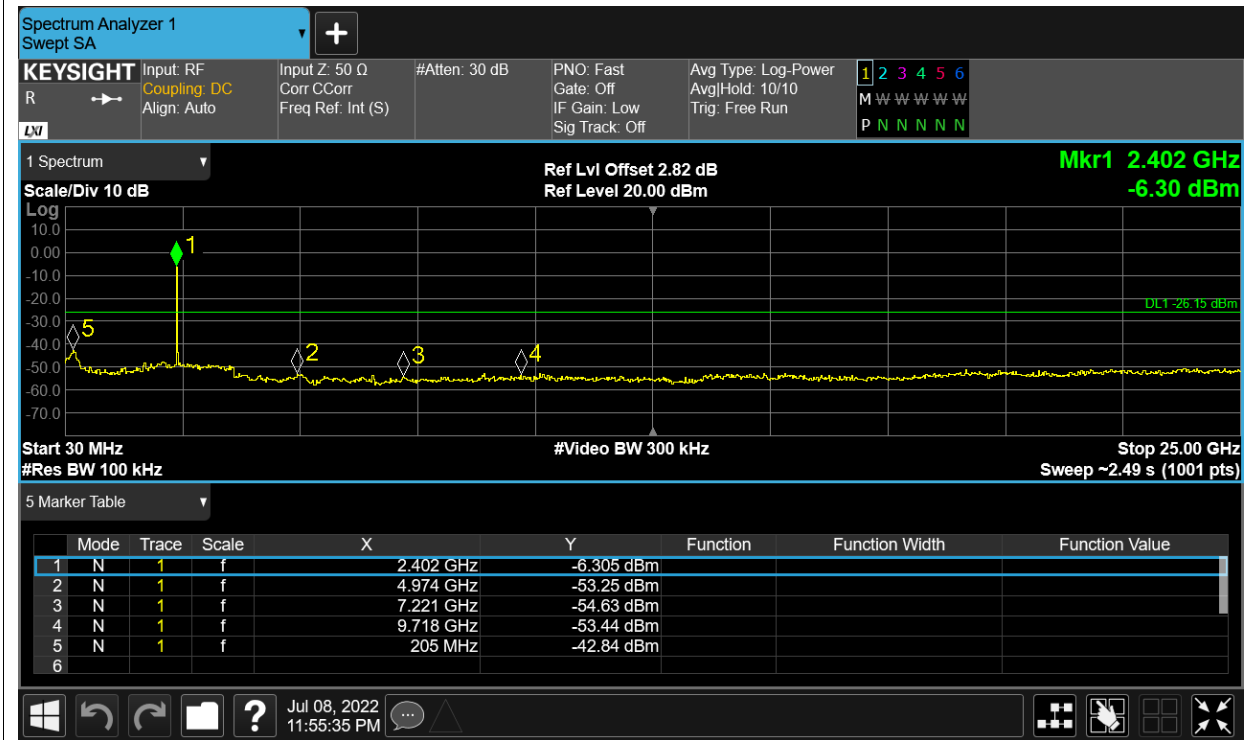 Spectrum Analyzer 1
Swept SA
KEYSIGHT
R
LXI
Input: RF
Coupling: DC
Align: Auto
Input Z: 50 Ω
Corr CCorr
Freq Ref: Int (S)
#Atten: 30 dB
PNO: Fast
Gate: Off
IF Gain: Low
Sig Track: Off
Avg Type: Log-Power
Avg|Hold: 10/10
Trig: Free Run
1 2 3 4 5 6
M W W W W W
P N N N N N
1 Spectrum
Scale/Div 10 dB
Ref Lvl Offset 2.82 dB
Ref Level 20.00 dBm
Mkr1 2.402 GHz
-6.30 dBm
Log
10.0
0.00
-10.0
-20.0
-30.0
-40.0
-50.0
-60.0
-70.0
1
DL1 -26.15 dBm
5
2
3
4
Start 30 MHz
#Video BW 300 kHz
Stop 25.00 GHz
#Res BW 100 kHz
Sweep ~2.49 s (1001 pts)
5 Marker Table
Mode Trace Scale X Y Function Function Width Function Value
1 N 1 f 2.402 GHz -6.305 dBm
2 N 1 f 4.974 GHz -53.25 dBm
3 N 1 f 7.221 GHz -54.63 dBm
4 N 1 f 9.718 GHz -53.44 dBm
5 N 1 f 205 MHz -42.84 dBm
6
?
Jul 08, 2022
11:55:35 PM